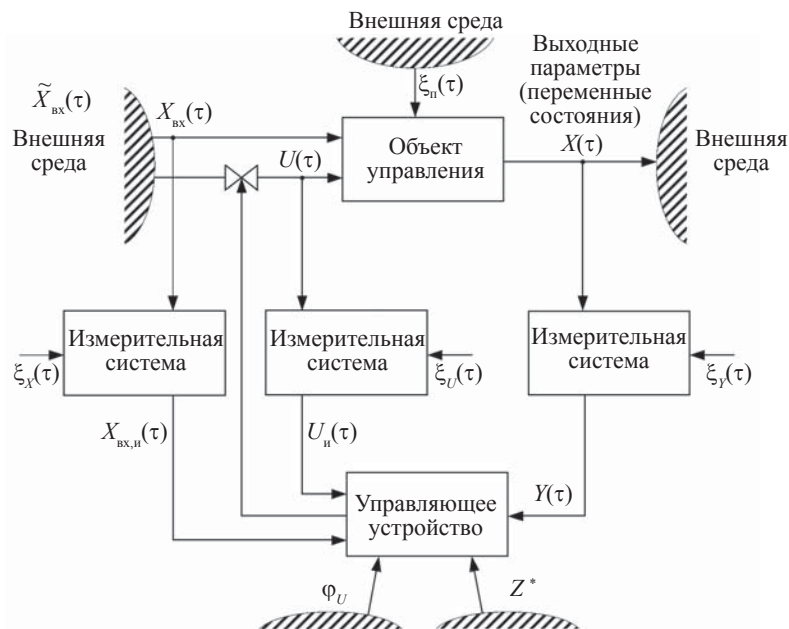 Внешняя среда
ξп(τ)
Выходные
параметры
(переменные
состояния)
X̃вх(τ)
Xвх(τ)
Внешняя
среда
U(τ)
Объект
управления
X(τ)
Внешняя
среда
Измерительная
система
ξX(τ)
Измерительная
система
ξU(τ)
Измерительная
система
ξY(τ)
Xвх,и(τ)
Uи(τ)
Y(τ)
Управляющее
устройство
φU
Z*